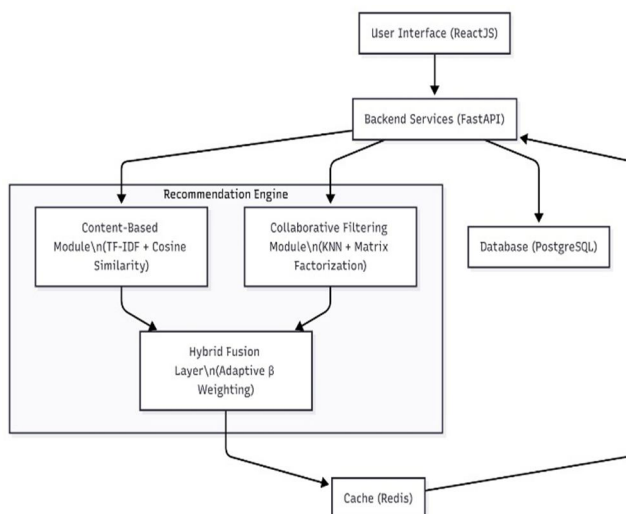 User Interface (ReactJS)
Backend Services (FastAPI)
Recommendation Engine
Content-Based
Module\n(TF-IDF + Cosine
Similarity)
Collaborative Filtering
Module\n(KNN + Matrix
Factorization)
Database (PostgreSQL)
Hybrid Fusion
Layer\n(Adaptive β
Weighting)
Cache (Redis)